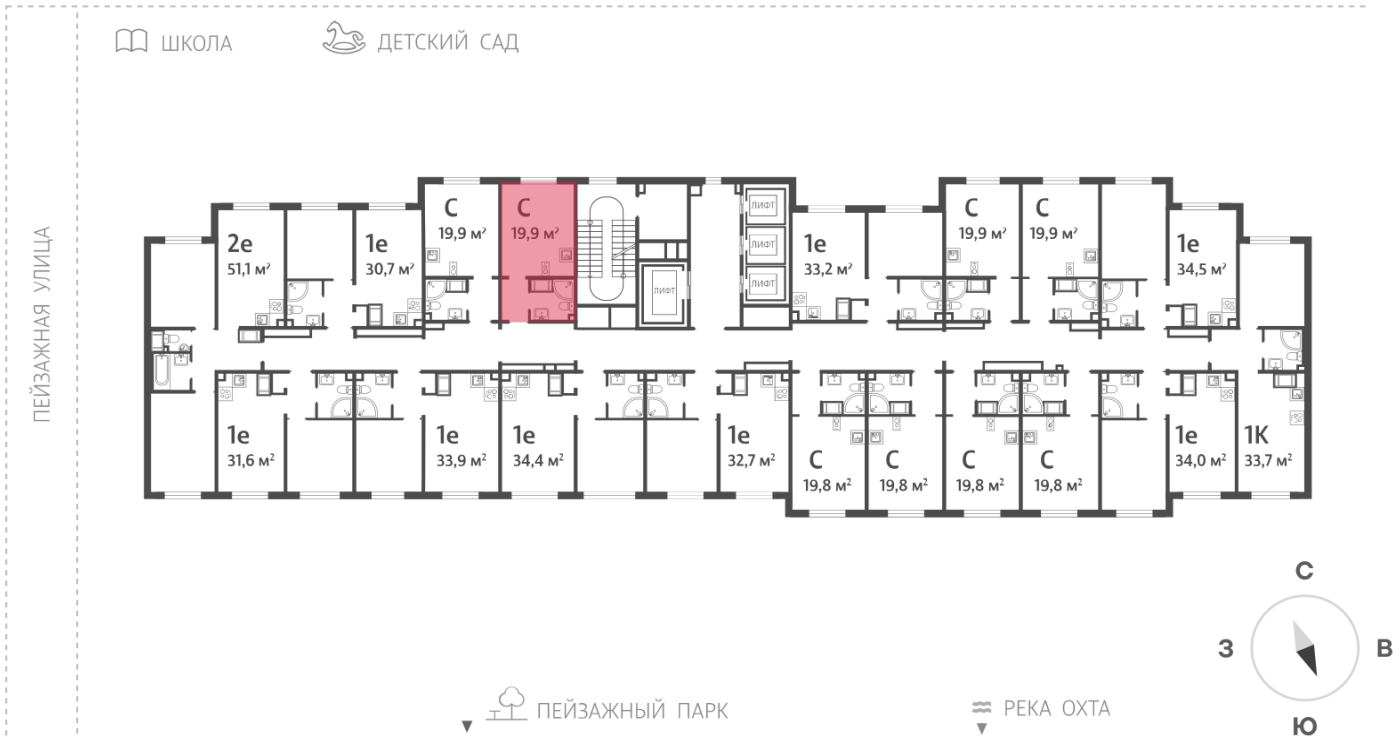 ШКОЛА
ДЕТСКИЙ САД
ПЕЙЗАЖНАЯ УЛИЦА
2е
51,1 м²
1е
30,7 м²
С
19,9 м²
С
19,9 м²
ЛИФТ
ЛИФТ
ЛИФТ
ЛИФТ
1е
33,2 м²
С
19,9 м²
С
19,9 м²
1е
34,5 м²
1е
31,6 м²
1е
33,9 м²
1е
34,4 м²
1е
32,7 м²
С
19,8 м²
С
19,8 м²
С
19,8 м²
С
19,8 м²
1е
34,0 м²
1К
33,7 м²
С
З
В
Ю
ПЕЙЗАЖНЫЙ ПАРК
РЕКА ОХТА